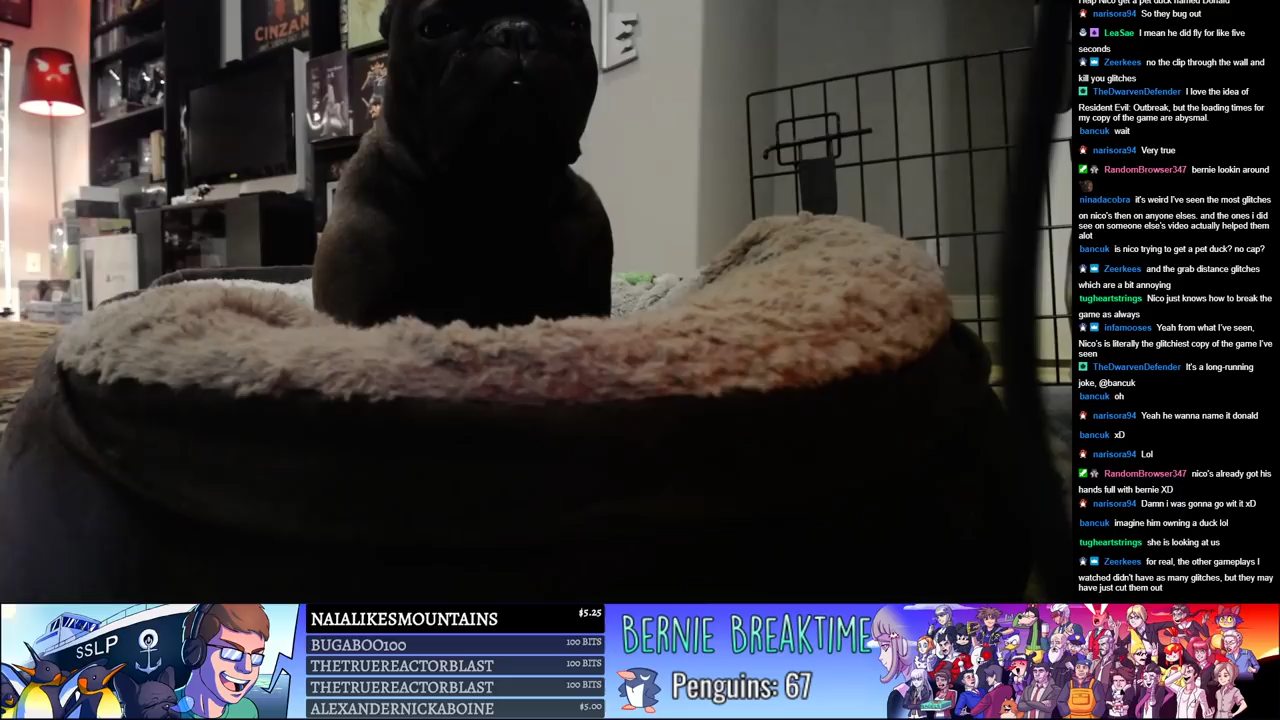 CINZA
Help Nico get a pet duck named Donald
narisora94 So they bug out
LeaSae I mean he did fly for like five
seconds
Zeerkees no the clip through the wall and
kill you glitches
TheDwarvenDefender I love the idea of
Resident Evil: Outbreak, but the loading times for
my copy of the game are abysmal.
bancuk wait
narisora94 Very true
RandomBrowser347 bernie lookin around
ninadacobra it's weird I've seen the most glitches
on nico's then on anyone elses. and the ones i did
see on someone else's video actually helped them
alot
bancuk is nico trying to get a pet duck? no cap?
Zeerkees and the grab distance glitches
which are a bit annoying
tugheartstrings Nico just knows how to break the
game as always
infamooses Yeah from what I've seen,
Nico's is literally the glitchiest copy of the game I've
seen
TheDwarvenDefender It's a long-running
joke, @bancuk
bancuk oh
narisora94 Yeah he wanna name it donald
bancuk xD
narisora94 Lol
RandomBrowser347 nico's already got his
hands full with bernie XD
narisora94 Damn i was gonna go wit it xD
bancuk imagine him owning a duck lol
tugheartstrings she is looking at us
Zeerkees for real, the other gameplays I
watched didn't have as many glitches, but they may
have just cut them out
SSLP
NAIALIKESMOUNTAINS $5.25
BUGABOO100 100 BITS
THETRUEREACTORBLAST 100 BITS
THETRUEREACTORBLAST 100 BITS
ALEXANDERNICKABOINE $5.00
BERNIE BREAKTIME
Penguins: 67